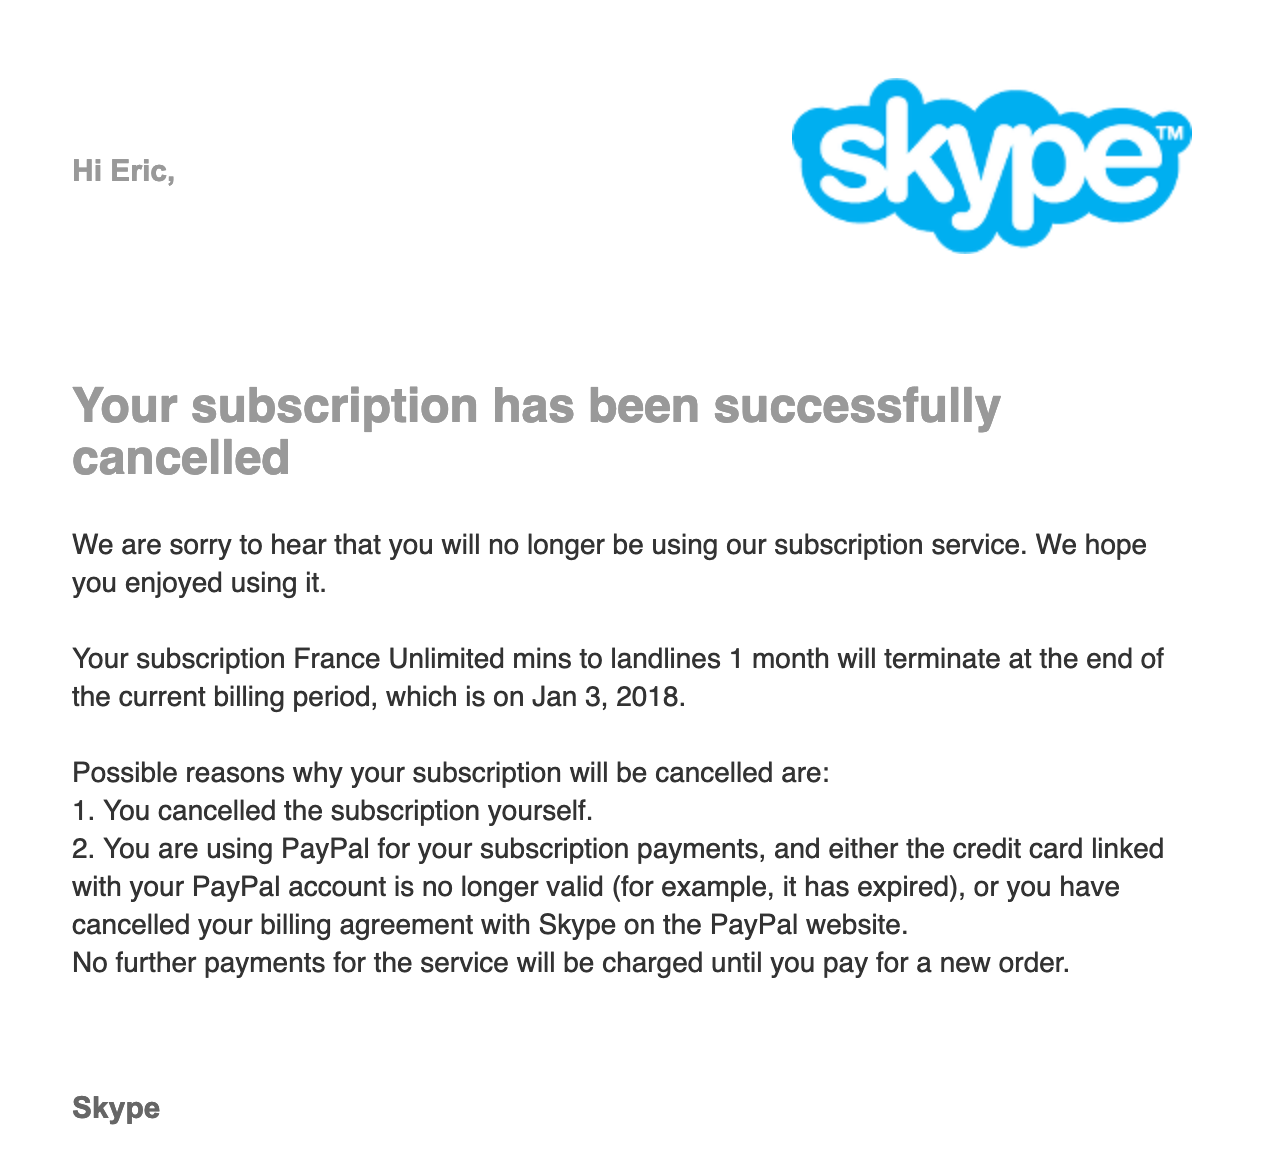 skype™
Hi Eric,
Your subscription has been successfully
cancelled
We are sorry to hear that you will no longer be using our subscription service. We hope
you enjoyed using it.
Your subscription France Unlimited mins to landlines 1 month will terminate at the end of
the current billing period, which is on Jan 3, 2018.
Possible reasons why your subscription will be cancelled are:
1. You cancelled the subscription yourself.
2. You are using PayPal for your subscription payments, and either the credit card linked
with your PayPal account is no longer valid (for example, it has expired), or you have
cancelled your billing agreement with Skype on the PayPal website.
No further payments for the service will be charged until you pay for a new order.
Skype